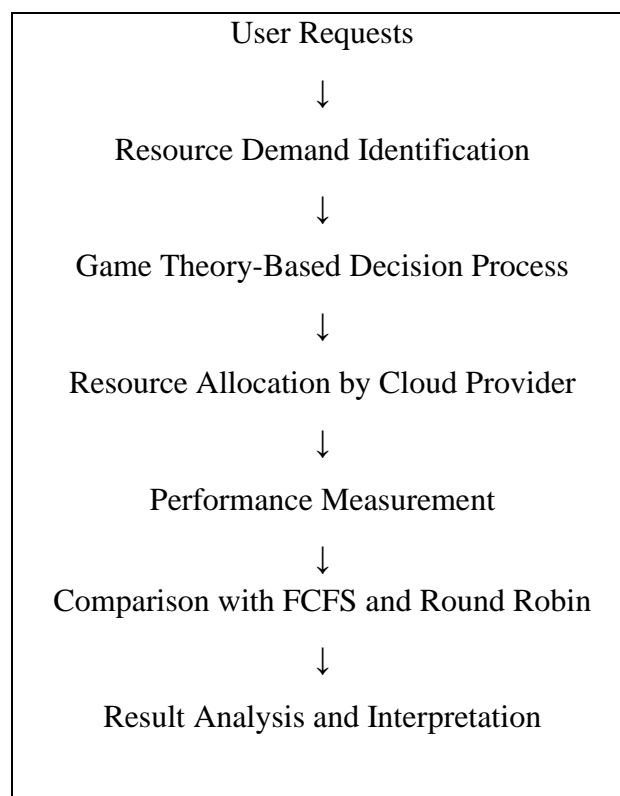 User Requests
↓
Resource Demand Identification
↓
Game Theory-Based Decision Process
↓
Resource Allocation by Cloud Provider
↓
Performance Measurement
↓
Comparison with FCFS and Round Robin
↓
Result Analysis and Interpretation